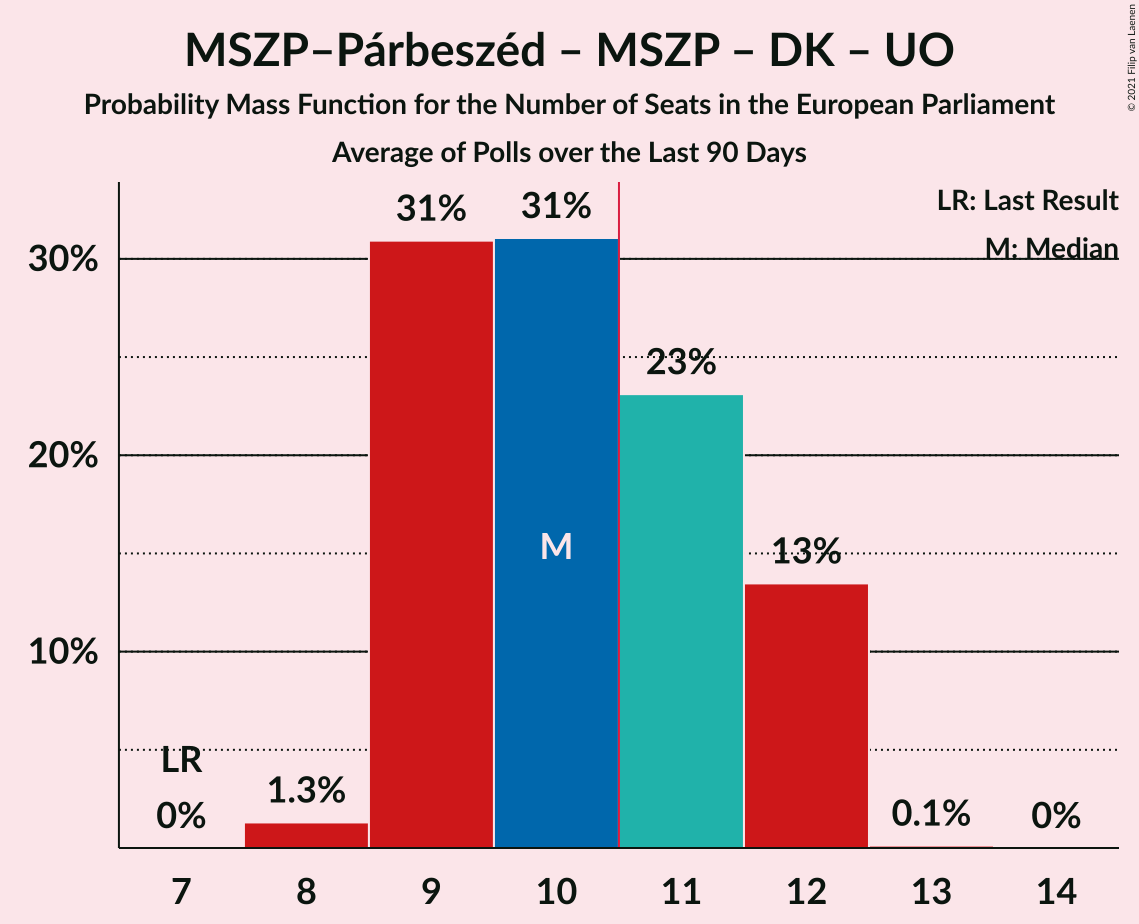 MSZP–Párbeszéd – MSZP – DK – UO
Probability Mass Function for the Number of Seats in the European Parliament
Average of Polls over the Last 90 Days
© 2021 Filip van Laenen
LR: Last Result
M: Median
30%
20%
10%
LR
0%
1.3%
31%
31%
M
23%
13%
0.1%
0%
7 8 9 10 11 12 13 14